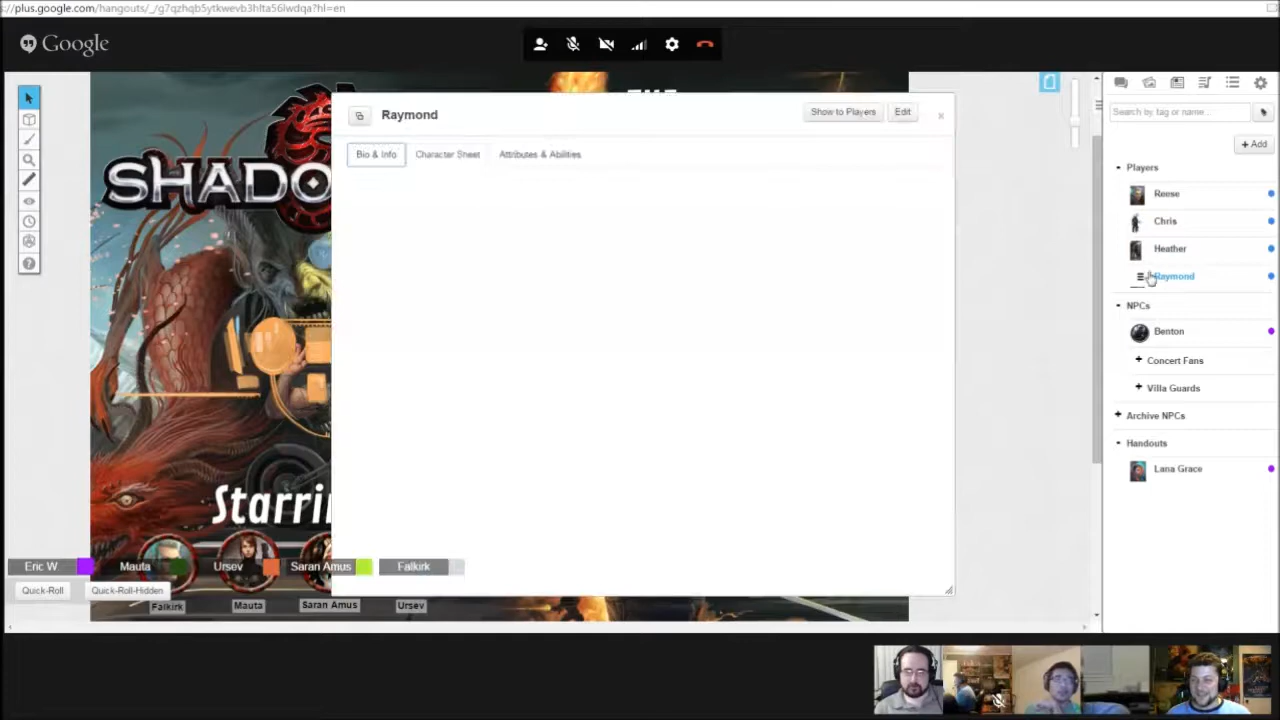 ://plus.google.com/hangouts/_/g7qzhqb5ytkwevb3hlta56lwdqa?hl=en
Google
Raymond
Show to Players
Edit
Bio & Info
Character Sheet
Attributes & Abilities
SHADO
THE
Starri
Search by tag or name...
+ Add
Players
Reese
Chris
Heather
Raymond
NPCs
Benton
Concert Fans
Villa Guards
Archive NPCs
Handouts
Lana Grace
Eric W.
Mauta
Ursev
Saran Amus
Falkirk
Quick-Roll
Quick-Roll-Hidden
Falkirk
Mauta
Saran Amus
Ursev